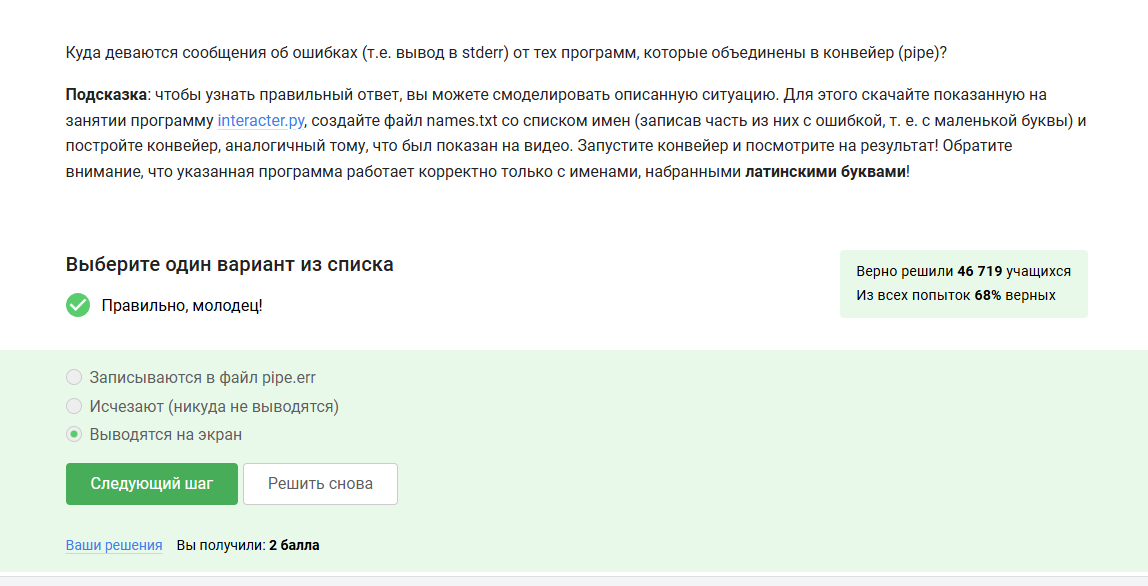 Куда деваются сообщения об ошибках (т.е. вывод в stderr) от тех программ, которые объединены в конвейер (pipe)?
Подсказка: чтобы узнать правильный ответ, вы можете смоделировать описанную ситуацию. Для этого скачайте показанную на
занятии программу interacter.py, создайте файл names.txt со списком имен (записав часть из них с ошибкой, т. е. с маленькой буквы) и
постройте конвейер, аналогичный тому, что был показан на видео. Запустите конвейер и посмотрите на результат! Обратите
внимание, что указанная программа работает корректно только с именами, набранными латинскими буквами!
Выберите один вариант из списка
Правильно, молодец!
Верно решили 46 719 учащихся
Из всех попыток 68% верных
Записываются в файл pipe.err
Исчезают (никуда не выводятся)
Выводятся на экран
Следующий шаг
Решить снова
Ваши решения Вы получили: 2 балла